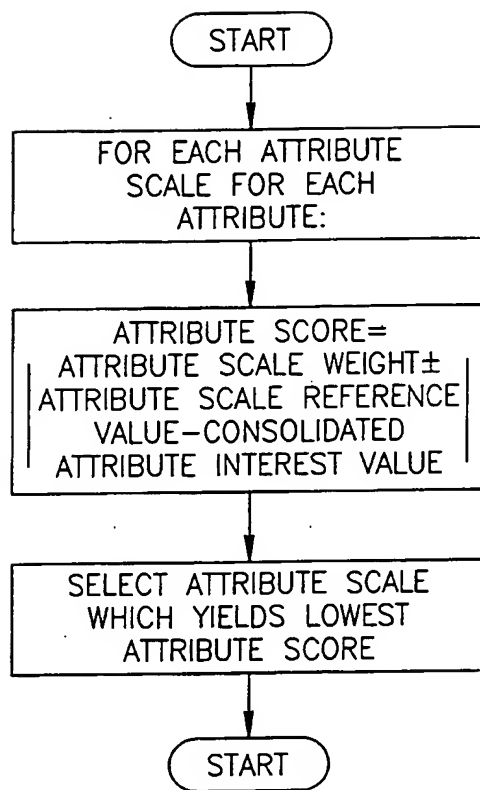 START
FOR EACH ATTRIBUTE
SCALE FOR EACH
ATTRIBUTE:
ATTRIBUTE SCORE=
ATTRIBUTE SCALE WEIGHT±
|ATTRIBUTE SCALE REFERENCE
VALUE-CONSOLIDATED
ATTRIBUTE INTEREST VALUE|
SELECT ATTRIBUTE SCALE
WHICH YIELDS LOWEST
ATTRIBUTE SCORE
START